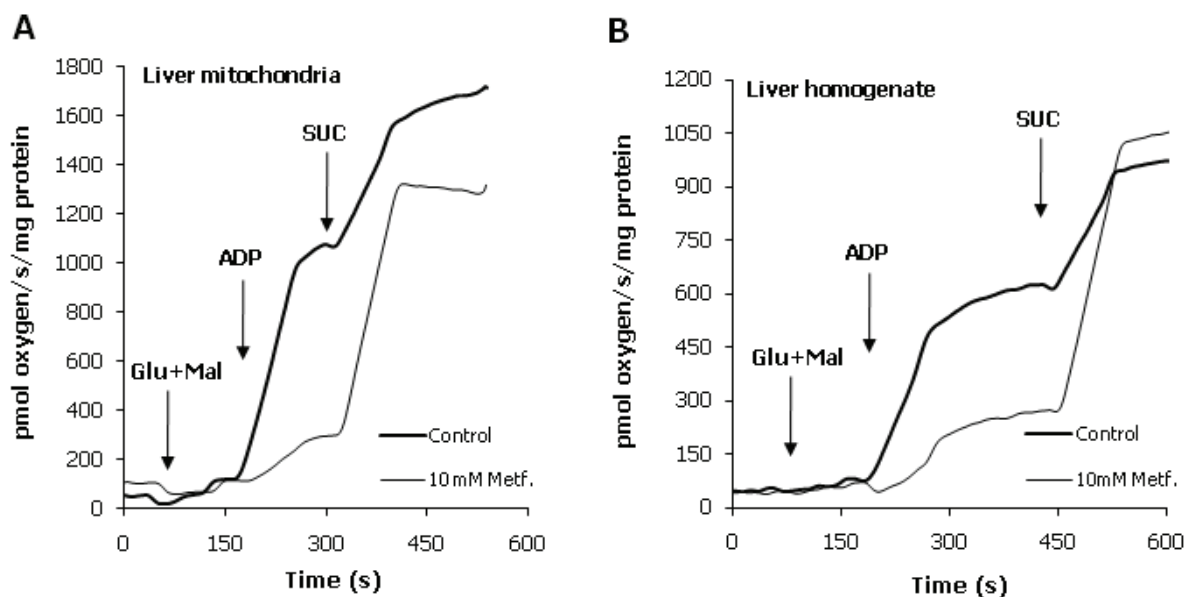 A
Liver mitochondria
pmol oxygen/s/mg protein
1800
1600
1400
1200
1000
800
600
400
200
0
SUC
ADP
Glu+Mal
Control
10 mM Metf.
0 150 300 450 600
Time (s)
B
Liver homogenate
pmol oxygen/s/mg protein
1200
1050
900
750
600
450
300
150
0
SUC
ADP
Glu+Mal
Control
10mM Metf.
0 150 300 450 600
Time (s)